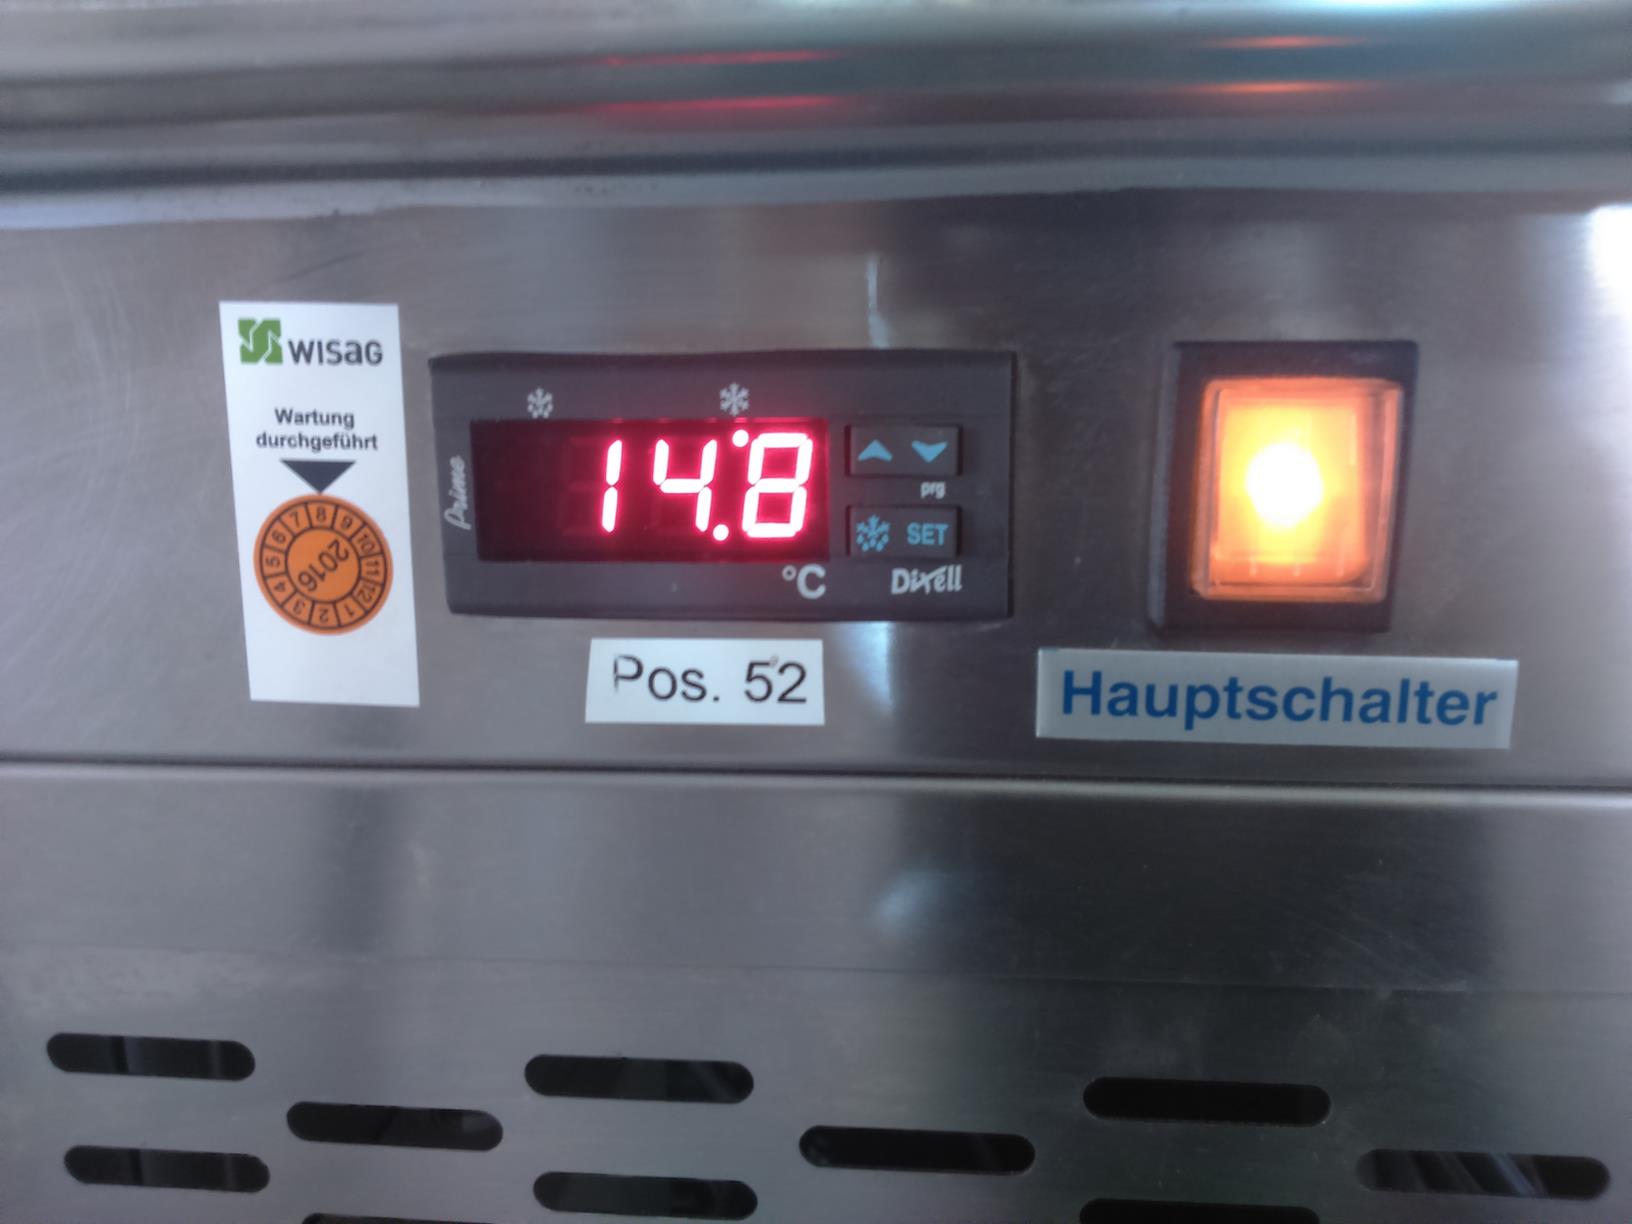 WISAG
Wartung
durchgeführt
1 2 3 4 5 6 7 8 9 10 11 12
2016
Prime
14.8
°C
prg
SET
Dixell
Pos. 52
Hauptschalter